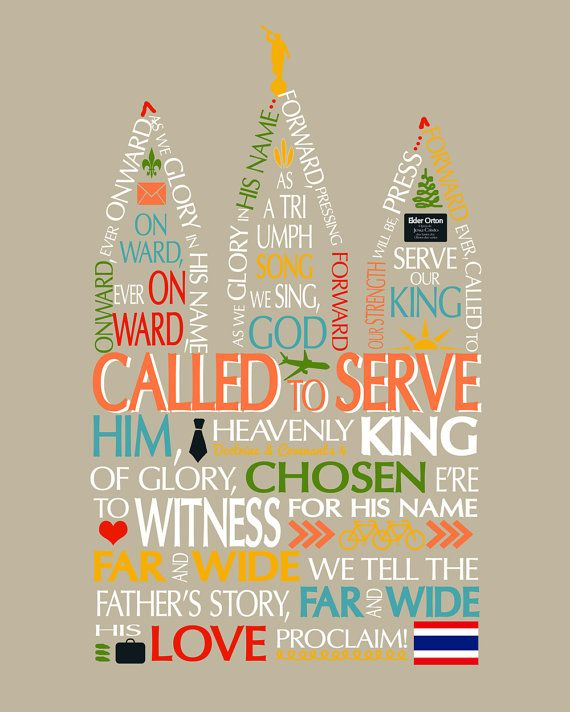 ONWARD EVER ONWARD
AS WE GLORY IN HIS NAME,
ON
WARD,
EVER ON
WARD,
AS WE GLORY IN HIS NAME...
FORWARD, PRESSING FORWARD
AS
A TRI
UMPH
SONG
WE SING,
GOD
OUR STRENGTH WILL BE PRESS...
FORWARD EVER, CALLED TO
Elder Orton
Jesus Cristo
SERVE
OUR
KING
CALLED TO SERVE
HIM, HEAVENLY KING
Doctrine & Covenants 4
OF GLORY, CHOSEN E'RE
TO WITNESS FOR HIS NAME
FAR AND WIDE WE TELL THE
FATHER'S STORY, FAR AND WIDE
HIS LOVE PROCLAIM!